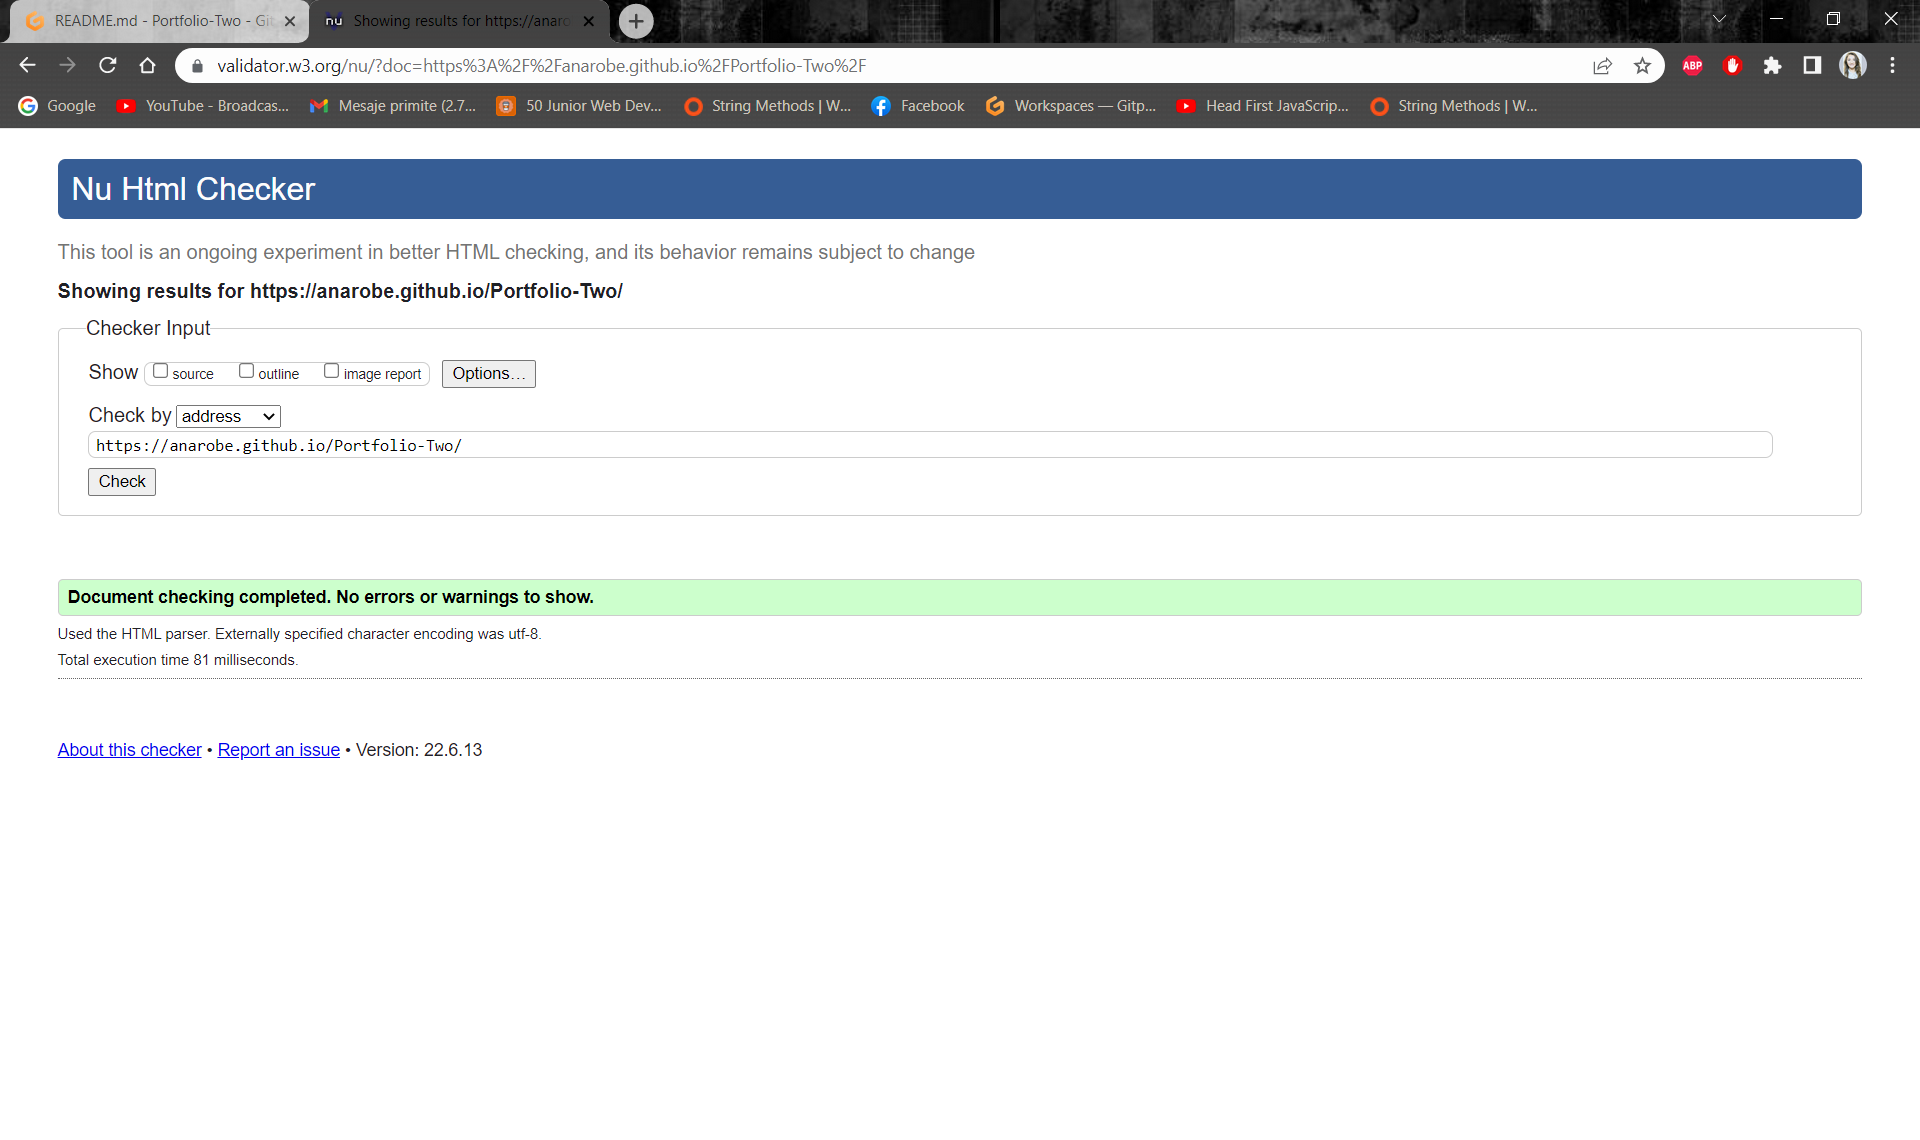 README.md - Portfolio-Two - Git
nu Showing results for https://anaro
validator.w3.org/nu/?doc=https%3A%2F%2Fanarobe.github.io%2FPortfolio-Two%2F
ABP
Google YouTube - Broadcas... Mesaje primite (2.7... 50 Junior Web Dev... String Methods | W... Facebook Workspaces — Gitp... Head First JavaScrip... String Methods | W...
Nu Html Checker
This tool is an ongoing experiment in better HTML checking, and its behavior remains subject to change
Showing results for https://anarobe.github.io/Portfolio-Two/
Checker Input
Show source outline image report Options...
Check by address
https://anarobe.github.io/Portfolio-Two/
Check
Document checking completed. No errors or warnings to show.
Used the HTML parser. Externally specified character encoding was utf-8.
Total execution time 81 milliseconds.
About this checker • Report an issue • Version: 22.6.13